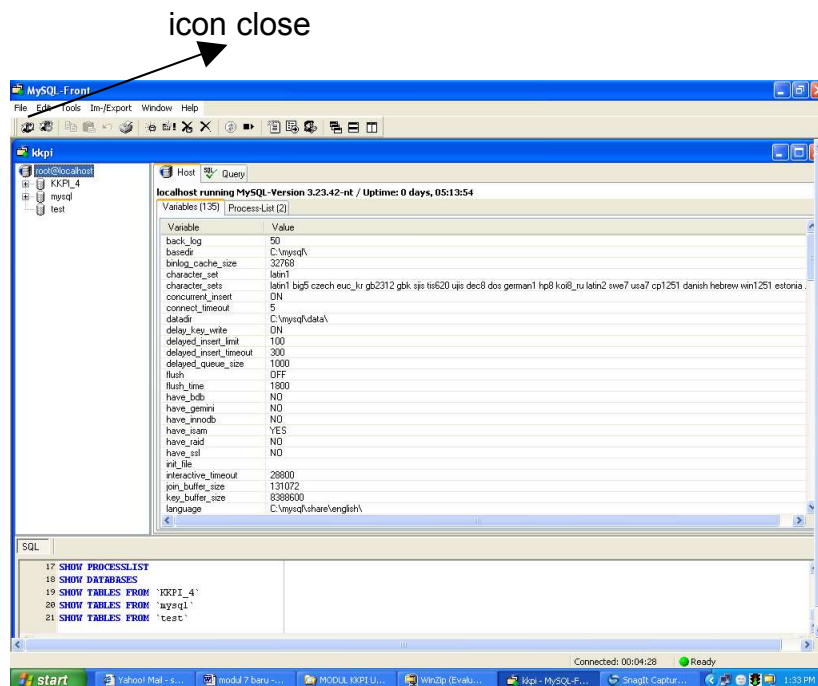 icon close
MySQL-Front
File Edit Tools Im-/Export Window Help
kkpi
root@localhost
KKPI_4
mysql
test
Host Query
localhost running MySQL-Version 3.23.42-nt / Uptime: 0 days, 05:13:54
Variables (135) Process-List (2)
Variable Value
back_log 50
basedir C:\mysql\
binlog_cache_size 32768
character_set latin1
character_sets latin1 big5 czech euc_kr gb2312 gbk sjis tis620 ujis dec8 dos german1 hp8 koi8_ru latin2 swe7 usa7 cp1251 danish hebrew win1251 estonia .
concurrent_insert ON
connect_timeout 5
datadir C:\mysql\data\
delay_key_write ON
delayed_insert_limit 100
delayed_insert_timeout 300
delayed_queue_size 1000
flush OFF
flush_time 1800
have_bdb NO
have_gemini NO
have_innodb NO
have_isam YES
have_raid NO
have_ssl NO
init_file
interactive_timeout 28800
join_buffer_size 131072
key_buffer_size 8388600
language C:\mysql\share\english\
SQL
17 SHOW PROCESSLIST
18 SHOW DATABASES
19 SHOW TABLES FROM `KKPI_4`
20 SHOW TABLES FROM `mysql`
21 SHOW TABLES FROM `test`
Connected: 00:04:28 Ready
start Yahoo! Mail - s... modul 7 baru -... MODUL KKPI U... WinZip (Evalu... kkpi - MySQL-F... SnagIt Captur... 1:33 PM